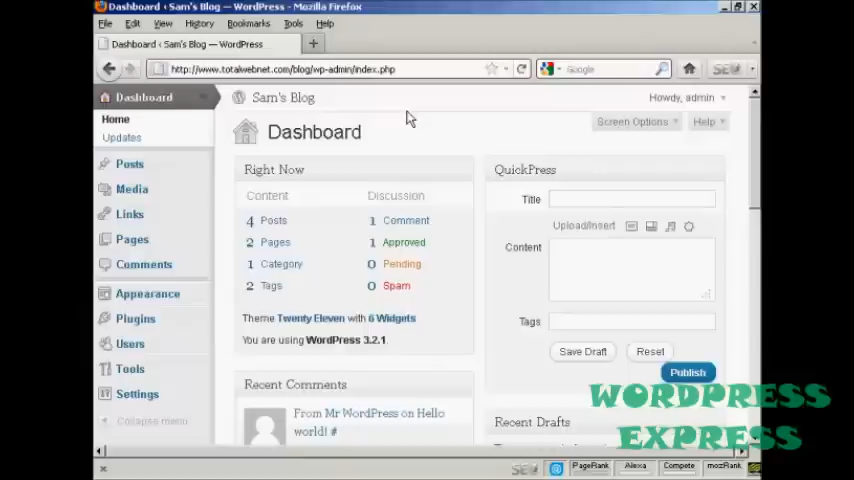 Dashboard ‹ Sam's Blog — WordPress - Mozilla Firefox
File Edit View History Bookmarks Tools Help
Dashboard ‹ Sam's Blog — WordPress
http://www.totalwebnet.com/blog/wp-admin/index.php
Google
Dashboard
Sam's Blog
Howdy, admin
Home
Dashboard
Screen Options
Help
Updates
Posts
Media
Links
Pages
Comments
Appearance
Plugins
Users
Tools
Settings
Collapse menu
Right Now
Content Discussion
4 Posts 1 Comment
2 Pages 1 Approved
1 Category 0 Pending
2 Tags 0 Spam
Theme Twenty Eleven with 6 Widgets
You are using WordPress 3.2.1.
Recent Comments
From Mr WordPress on Hello
world! #
QuickPress
Title
Upload/Insert
Content
Tags
Save Draft Reset
Publish
Recent Drafts
WORDPRESS
EXPRESS
PageRank Alexa Compete mozRank